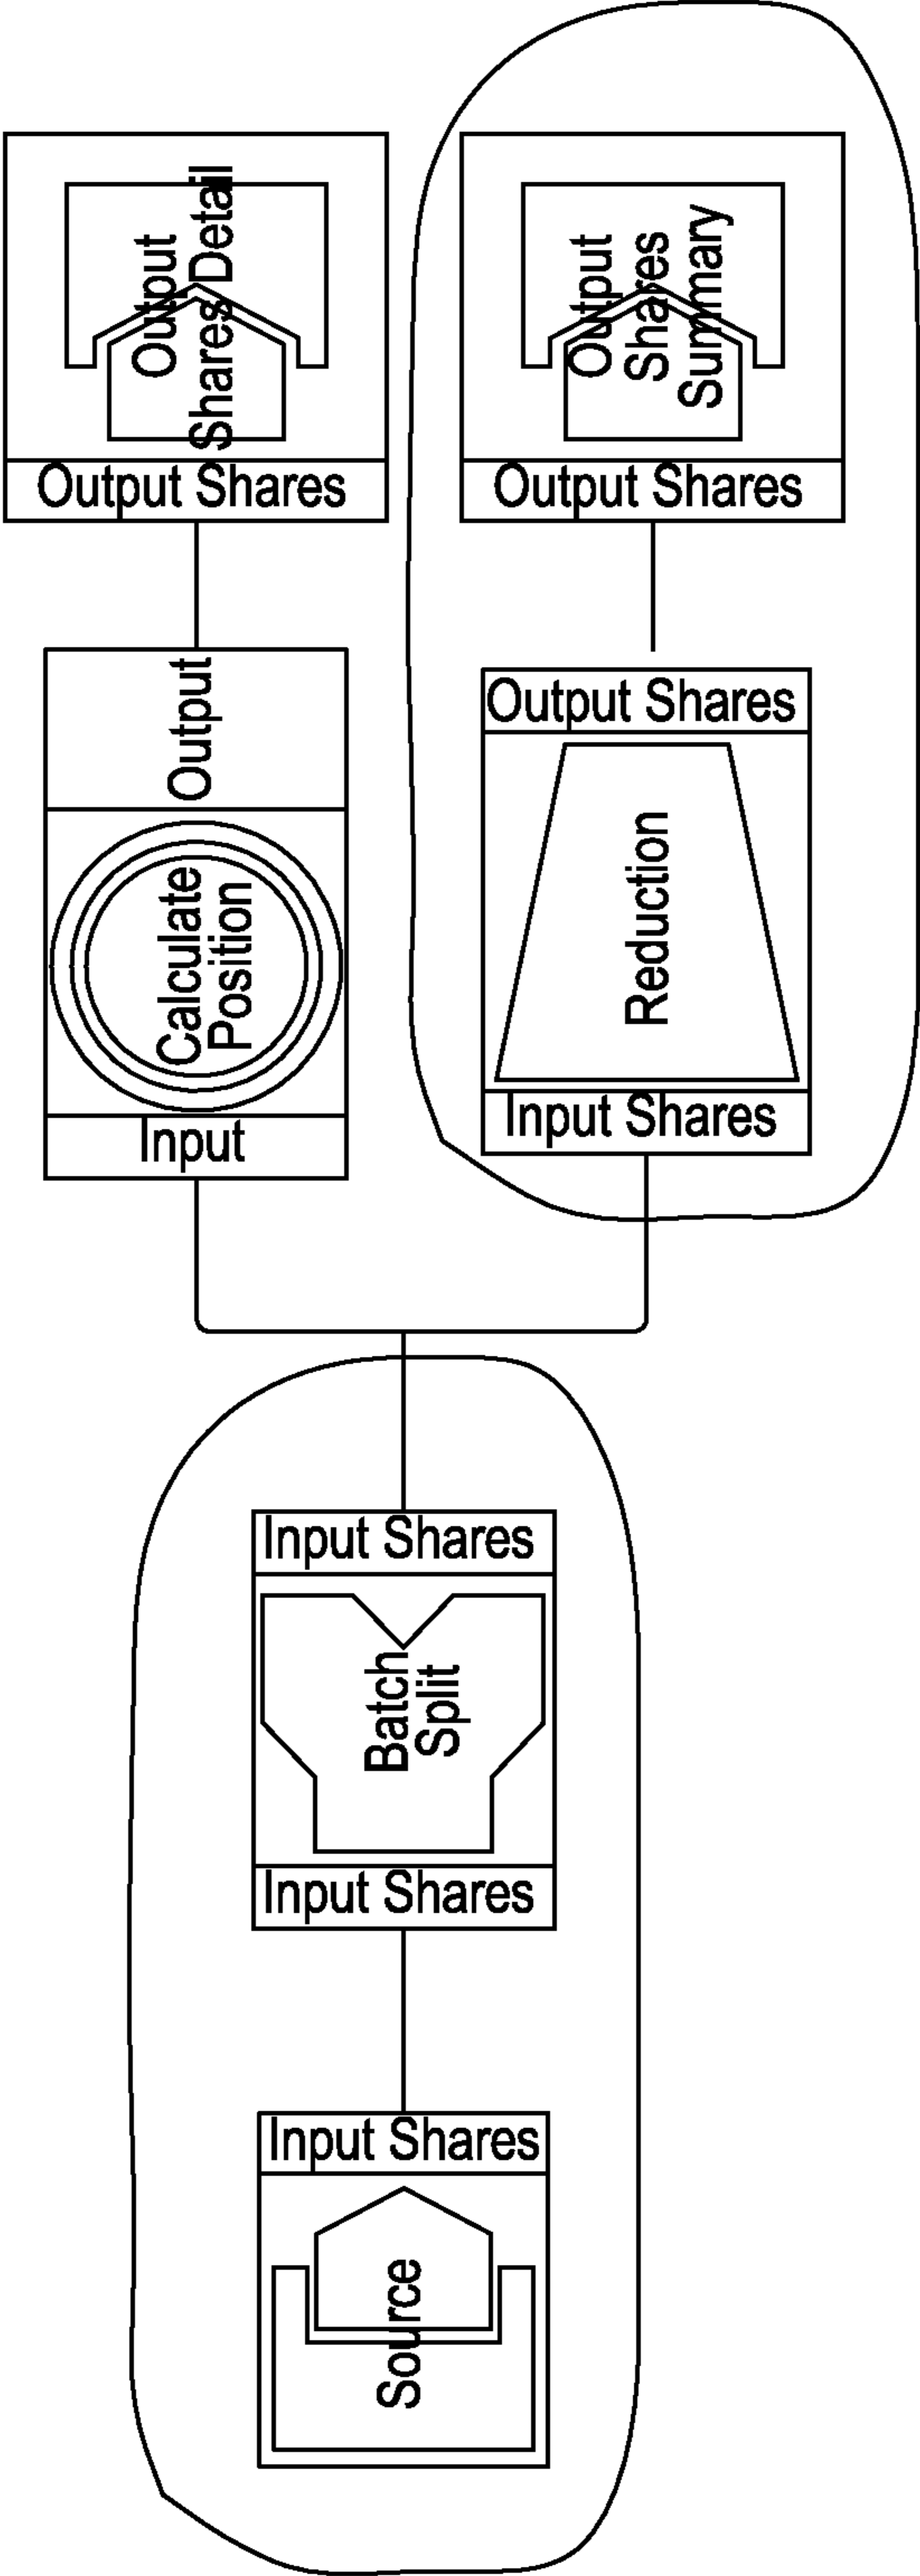 Output
Shares Detail
Output Shares
Output
Shares
Summary
Output Shares
Output
Calculate
Position
Input
Output Shares
Reduction
Input Shares
Input Shares
Batch
Split
Input Shares
Input Shares
Source